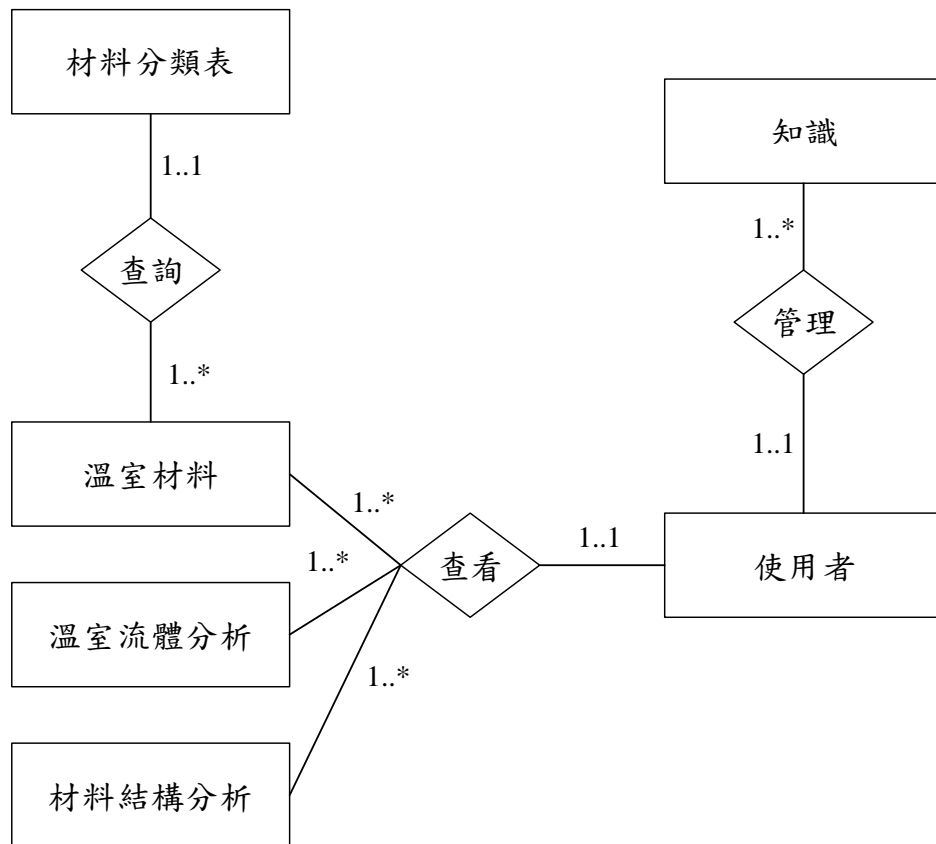 材料分類表
知識
1..1
1..*
查詢
管理
1..*
1..1
溫室材料
1..*
1..1
查看
使用者
1..*
溫室流體分析
1..*
材料結構分析